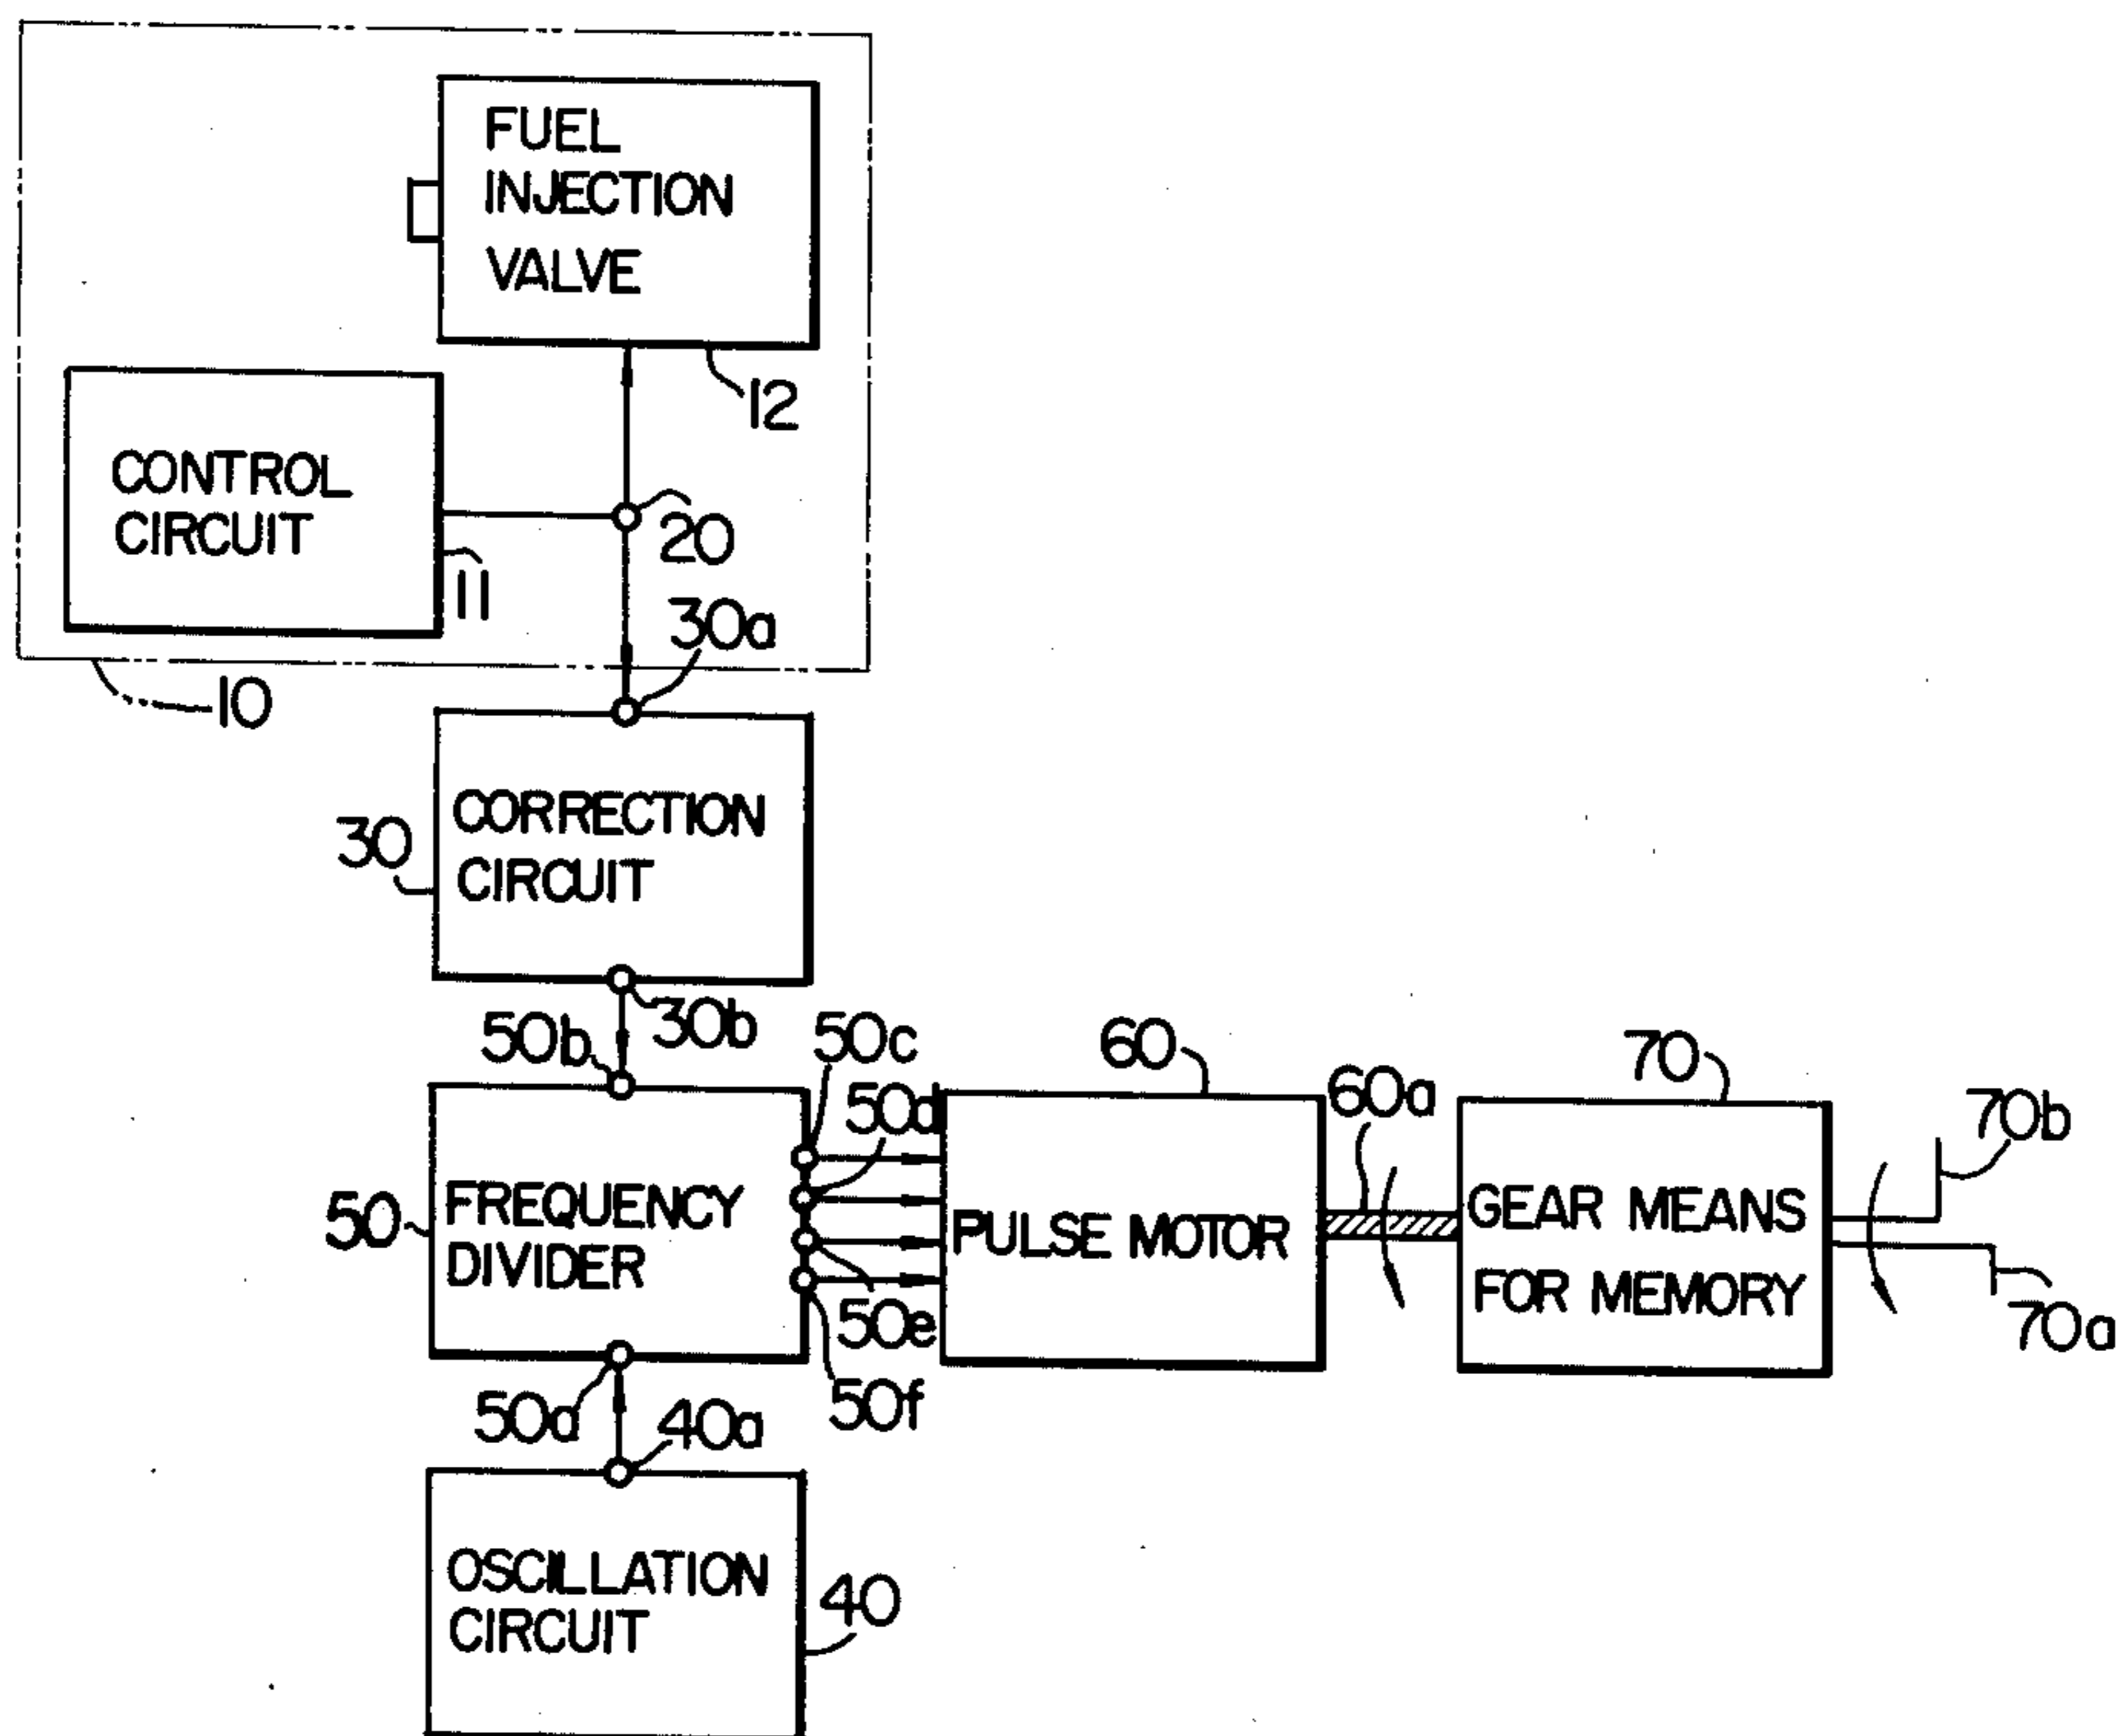 FUEL
INJECTION
VALVE
12
CONTROL
CIRCUIT
11
20
30a
10
CORRECTION
CIRCUIT
30
30b
50b
50c
50d
60
60a
70
70b
FREQUENCY
DIVIDER
50
PULSE MOTOR
GEAR MEANS
FOR MEMORY
50e
70a
50f
50a
40a
OSCILLATION
CIRCUIT
40